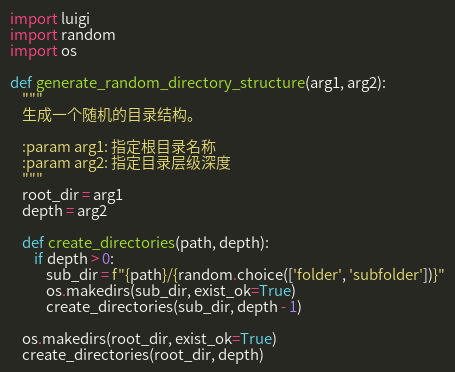 import luigi
import random
import os

def generate_random_directory_structure(arg1, arg2):
    """
    生成一个随机的目录结构。

    :param arg1: 指定根目录名称
    :param arg2: 指定目录层级深度
    """
    root_dir = arg1
    depth = arg2

    def create_directories(path, depth):
        if depth > 0:
            sub_dir = f"{path}/{random.choice(['folder', 'subfolder'])}"
            os.makedirs(sub_dir, exist_ok=True)
            create_directories(sub_dir, depth - 1)

    os.makedirs(root_dir, exist_ok=True)
    create_directories(root_dir, depth)